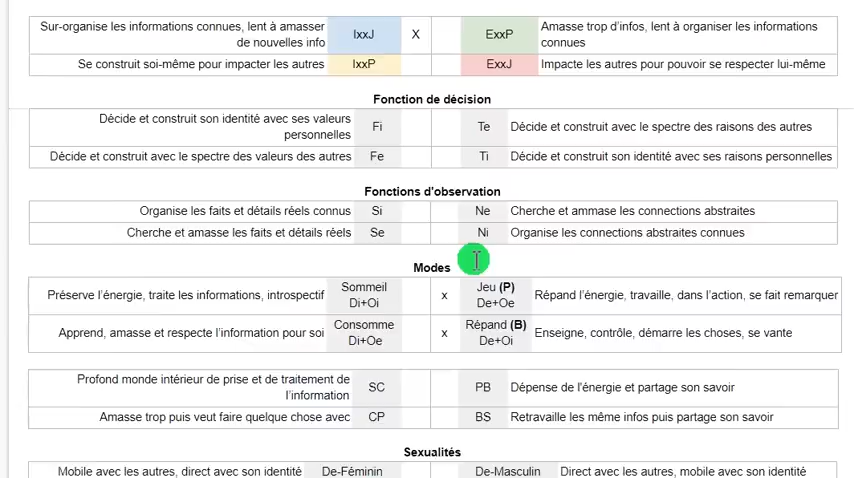 Sur-organise les informations connues, lent à amasser de nouvelles info IxxJ X ExxP Amasse trop d'infos, lent à organiser les informations connues
Se construit soi-même pour impacter les autres IxxP ExxJ Impacte les autres pour pouvoir se respecter lui-même
Fonction de décision
Décide et construit son identité avec ses valeurs personnelles Fi Te Décide et construit avec le spectre des raisons des autres
Décide et construit avec le spectre des valeurs des autres Fe Ti Décide et construit son identité avec ses raisons personnelles
Fonctions d'observation
Organise les faits et détails réels connus Si Ne Cherche et ammase les connections abstraites
Cherche et amasse les faits et détails réels Se Ni Organise les connections abstraites connues
Modes
Préserve l'énergie, traite les informations, introspectif Sommeil Di+Oi x Jeu (P) De+Oe Répand l'énergie, travaille, dans l'action, se fait remarquer
Apprend, amasse et respecte l'information pour soi Consomme Di+Oe x Répand (B) De+Oi Enseigne, contrôle, démarre les choses, se vante
Profond monde intérieur de prise et de traitement de l'information SC PB Dépense de l'énergie et partage son savoir
Amasse trop puis veut faire quelque chose avec CP BS Retravaille les même infos puis partage son savoir
Sexualités
Mobile avec les autres, direct avec son identité De-Féminin De-Masculin Direct avec les autres, mobile avec son identité